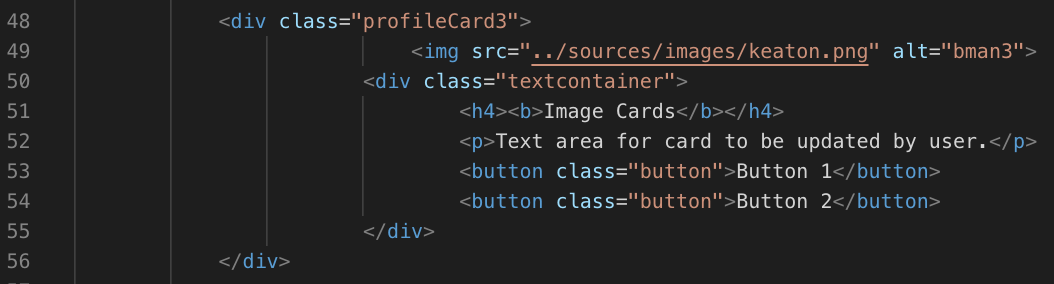 48 <div class="profileCard3">
49 <img src="../sources/images/keaton.png" alt="bman3">
50 <div class="textcontainer">
51 <h4><b>Image Cards</b></h4>
52 <p>Text area for card to be updated by user.</p>
53 <button class="button">Button 1</button>
54 <button class="button">Button 2</button>
55 </div>
56 </div>